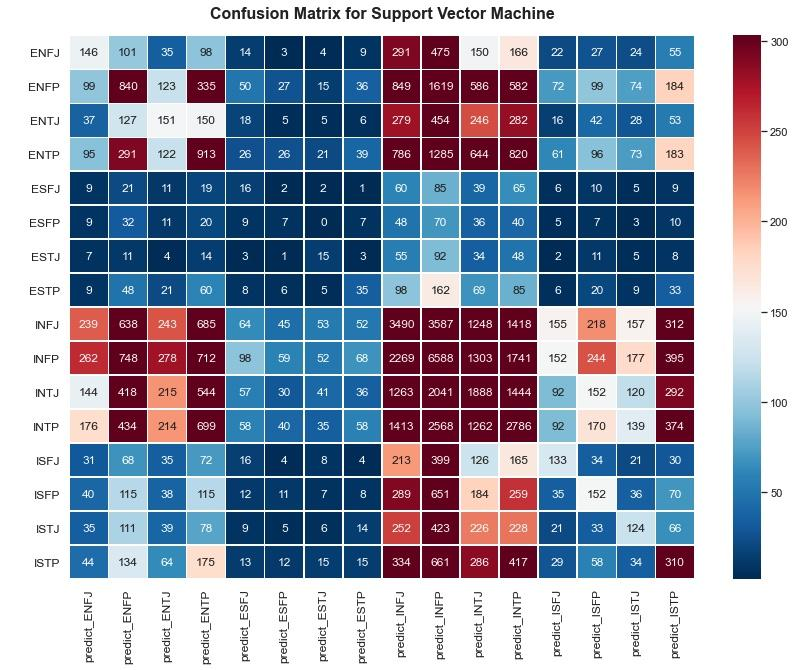 Confusion Matrix for Support Vector Machine
ENFJ 146 101 35 98 14 3 4 9 291 475 150 166 22 27 24 55
ENFP 99 840 123 335 50 27 15 36 849 1619 586 582 72 99 74 184
ENTJ 37 127 151 150 18 5 5 6 279 454 246 282 16 42 28 53
ENTP 95 291 122 913 26 26 21 39 786 1285 644 820 61 96 73 183
ESFJ 9 21 11 19 16 2 2 1 60 85 39 65 6 10 5 9
ESFP 9 32 11 20 9 7 0 7 48 70 36 40 5 7 3 10
ESTJ 7 11 4 14 3 1 15 3 55 92 34 48 2 11 5 8
ESTP 9 48 21 60 8 6 5 35 98 162 69 85 6 20 9 33
INFJ 239 638 243 685 64 45 53 52 3490 3587 1248 1418 155 218 157 312
INFP 262 748 278 712 98 59 52 68 2269 6588 1303 1741 152 244 177 395
INTJ 144 418 215 544 57 30 41 36 1263 2041 1888 1444 92 152 120 292
INTP 176 434 214 699 58 40 35 58 1413 2568 1262 2786 92 170 139 374
ISFJ 31 68 35 72 16 4 8 4 213 399 126 165 133 34 21 30
ISFP 40 115 38 115 12 11 7 8 289 651 184 259 35 152 36 70
ISTJ 35 111 39 78 9 5 6 14 252 423 226 228 21 33 124 66
ISTP 44 134 64 175 13 12 15 15 334 661 286 417 29 58 34 310
predict_ENFJ
predict_ENFP
predict_ENTJ
predict_ENTP
predict_ESFJ
predict_ESFP
predict_ESTJ
predict_ESTP
predict_INFJ
predict_INFP
predict_INTJ
predict_INTP
predict_ISFJ
predict_ISFP
predict_ISTJ
predict_ISTP
300
250
200
150
100
50